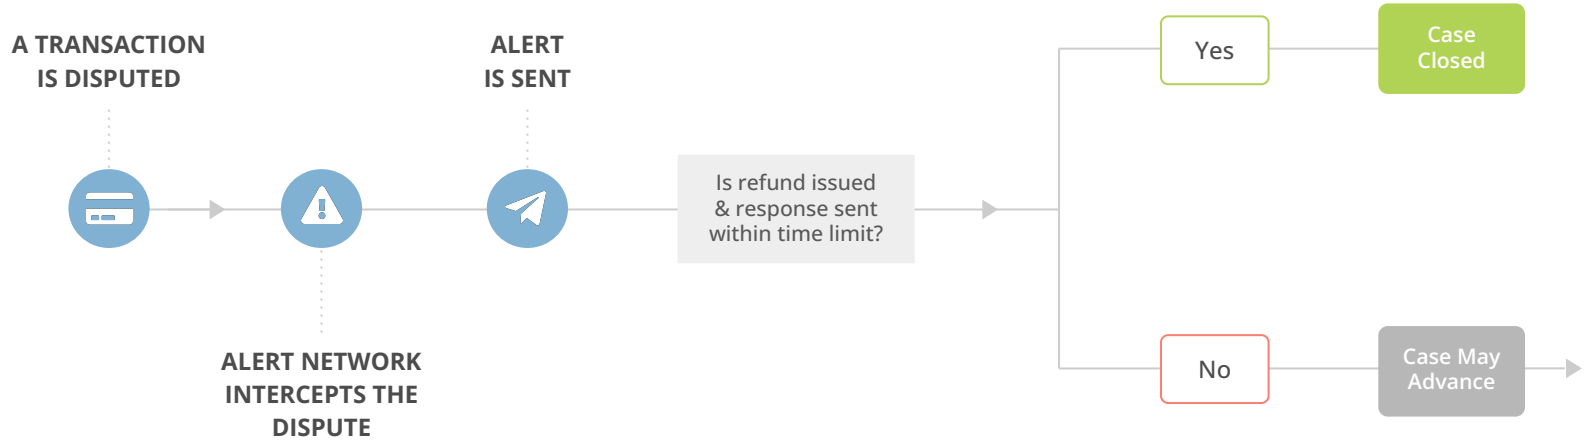 A TRANSACTION
IS DISPUTED
ALERT NETWORK
INTERCEPTS THE
DISPUTE
ALERT
IS SENT
Is refund issued
& response sent
within time limit?
Yes
Case
Closed
No
Case May
Advance